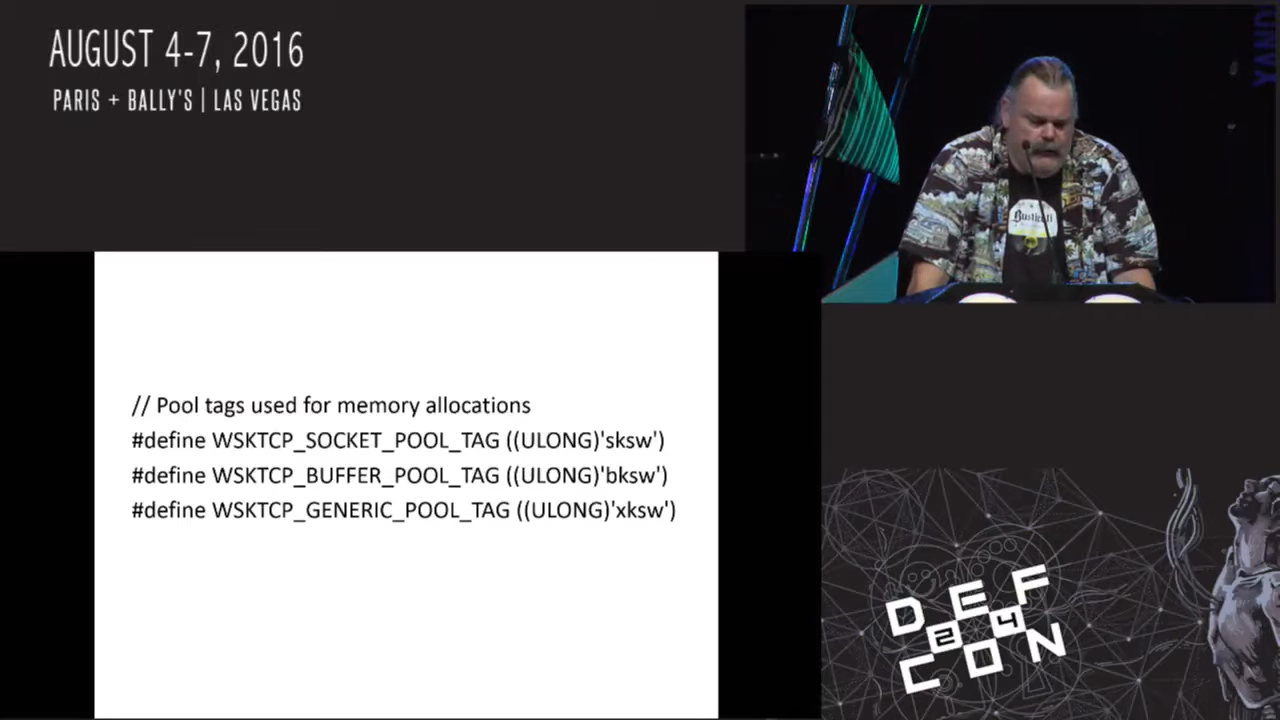 AUGUST 4-7, 2016
PARIS + BALLY'S | LAS VEGAS
// Pool tags used for memory allocations
#define WSKTCP_SOCKET_POOL_TAG ((ULONG)'sksw')
#define WSKTCP_BUFFER_POOL_TAG ((ULONG)'bksw')
#define WSKTCP_GENERIC_POOL_TAG ((ULONG)'xksw')
DEF
24
CON